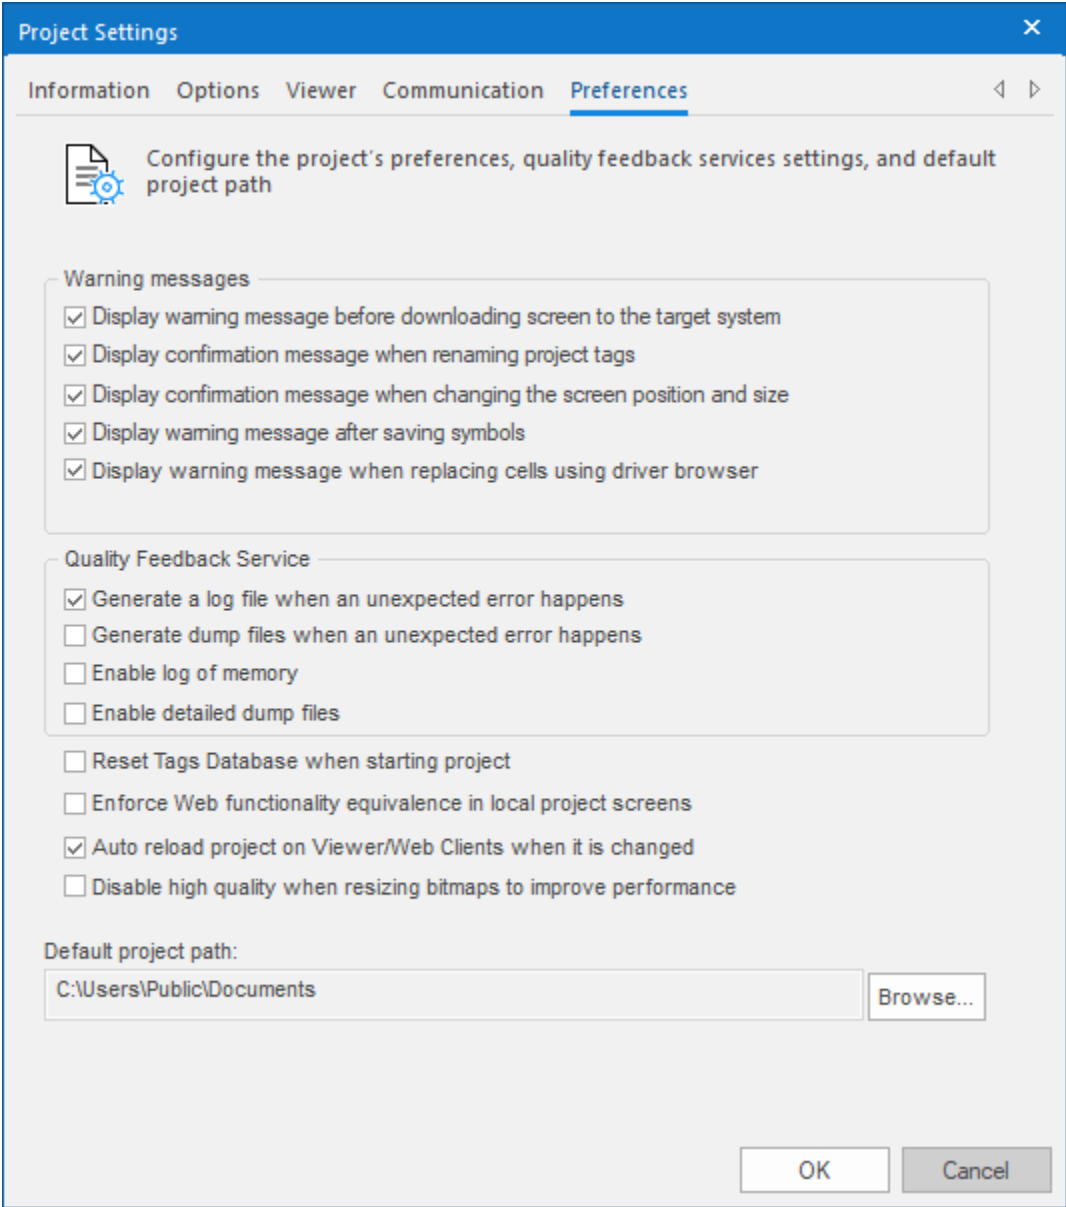 Project Settings
Information Options Viewer Communication Preferences
Configure the project's preferences, quality feedback services settings, and default
project path
Warning messages
Display warning message before downloading screen to the target system
Display confirmation message when renaming project tags
Display confirmation message when changing the screen position and size
Display warning message after saving symbols
Display warning message when replacing cells using driver browser
Quality Feedback Service
Generate a log file when an unexpected error happens
Generate dump files when an unexpected error happens
Enable log of memory
Enable detailed dump files
Reset Tags Database when starting project
Enforce Web functionality equivalence in local project screens
Auto reload project on Viewer/Web Clients when it is changed
Disable high quality when resizing bitmaps to improve performance
Default project path:
C:\Users\Public\Documents
Browse...
OK Cancel